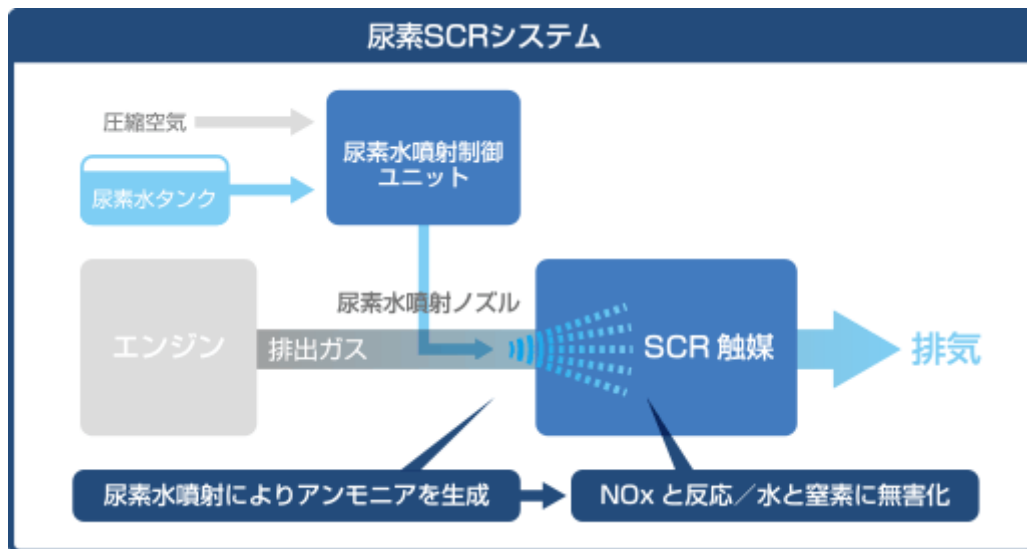 尿素SCRシステム
圧縮空気
尿素水タンク
尿素水噴射制御
ユニット
尿素水噴射ノズル
エンジン
排出ガス
SCR 触媒
排気
尿素水噴射によりアンモニアを生成
NOx と反応／水と窒素に無害化